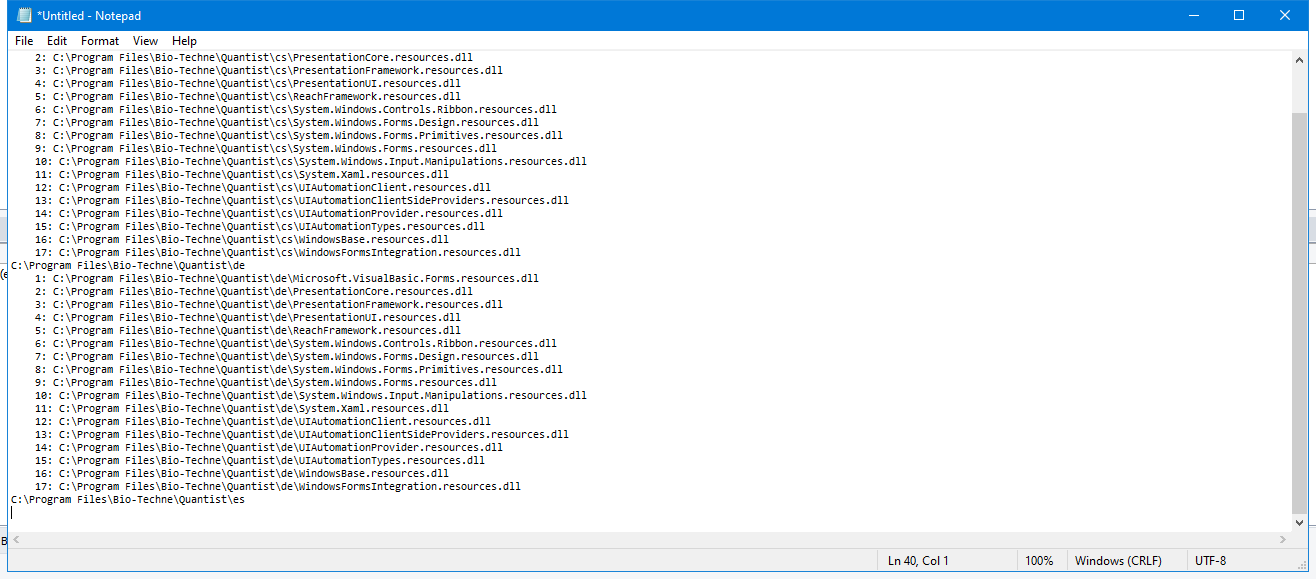 *Untitled - Notepad
File Edit Format View Help
2: C:\Program Files\Bio-Techne\Quantist\cs\PresentationCore.resources.dll
3: C:\Program Files\Bio-Techne\Quantist\cs\PresentationFramework.resources.dll
4: C:\Program Files\Bio-Techne\Quantist\cs\PresentationUI.resources.dll
5: C:\Program Files\Bio-Techne\Quantist\cs\ReachFramework.resources.dll
6: C:\Program Files\Bio-Techne\Quantist\cs\System.Windows.Controls.Ribbon.resources.dll
7: C:\Program Files\Bio-Techne\Quantist\cs\System.Windows.Forms.Design.resources.dll
8: C:\Program Files\Bio-Techne\Quantist\cs\System.Windows.Forms.Primitives.resources.dll
9: C:\Program Files\Bio-Techne\Quantist\cs\System.Windows.Forms.resources.dll
10: C:\Program Files\Bio-Techne\Quantist\cs\System.Windows.Input.Manipulations.resources.dll
11: C:\Program Files\Bio-Techne\Quantist\cs\System.Xaml.resources.dll
12: C:\Program Files\Bio-Techne\Quantist\cs\UIAutomationClient.resources.dll
13: C:\Program Files\Bio-Techne\Quantist\cs\UIAutomationClientSideProviders.resources.dll
14: C:\Program Files\Bio-Techne\Quantist\cs\UIAutomationProvider.resources.dll
15: C:\Program Files\Bio-Techne\Quantist\cs\UIAutomationTypes.resources.dll
16: C:\Program Files\Bio-Techne\Quantist\cs\WindowsBase.resources.dll
17: C:\Program Files\Bio-Techne\Quantist\cs\WindowsFormsIntegration.resources.dll
C:\Program Files\Bio-Techne\Quantist\de
1: C:\Program Files\Bio-Techne\Quantist\de\Microsoft.VisualBasic.Forms.resources.dll
2: C:\Program Files\Bio-Techne\Quantist\de\PresentationCore.resources.dll
3: C:\Program Files\Bio-Techne\Quantist\de\PresentationFramework.resources.dll
4: C:\Program Files\Bio-Techne\Quantist\de\PresentationUI.resources.dll
5: C:\Program Files\Bio-Techne\Quantist\de\ReachFramework.resources.dll
6: C:\Program Files\Bio-Techne\Quantist\de\System.Windows.Controls.Ribbon.resources.dll
7: C:\Program Files\Bio-Techne\Quantist\de\System.Windows.Forms.Design.resources.dll
8: C:\Program Files\Bio-Techne\Quantist\de\System.Windows.Forms.Primitives.resources.dll
9: C:\Program Files\Bio-Techne\Quantist\de\System.Windows.Forms.resources.dll
10: C:\Program Files\Bio-Techne\Quantist\de\System.Windows.Input.Manipulations.resources.dll
11: C:\Program Files\Bio-Techne\Quantist\de\System.Xaml.resources.dll
12: C:\Program Files\Bio-Techne\Quantist\de\UIAutomationClient.resources.dll
13: C:\Program Files\Bio-Techne\Quantist\de\UIAutomationClientSideProviders.resources.dll
14: C:\Program Files\Bio-Techne\Quantist\de\UIAutomationProvider.resources.dll
15: C:\Program Files\Bio-Techne\Quantist\de\UIAutomationTypes.resources.dll
16: C:\Program Files\Bio-Techne\Quantist\de\WindowsBase.resources.dll
17: C:\Program Files\Bio-Techne\Quantist\de\WindowsFormsIntegration.resources.dll
C:\Program Files\Bio-Techne\Quantist\es
Ln 40, Col 1 100% Windows (CRLF) UTF-8